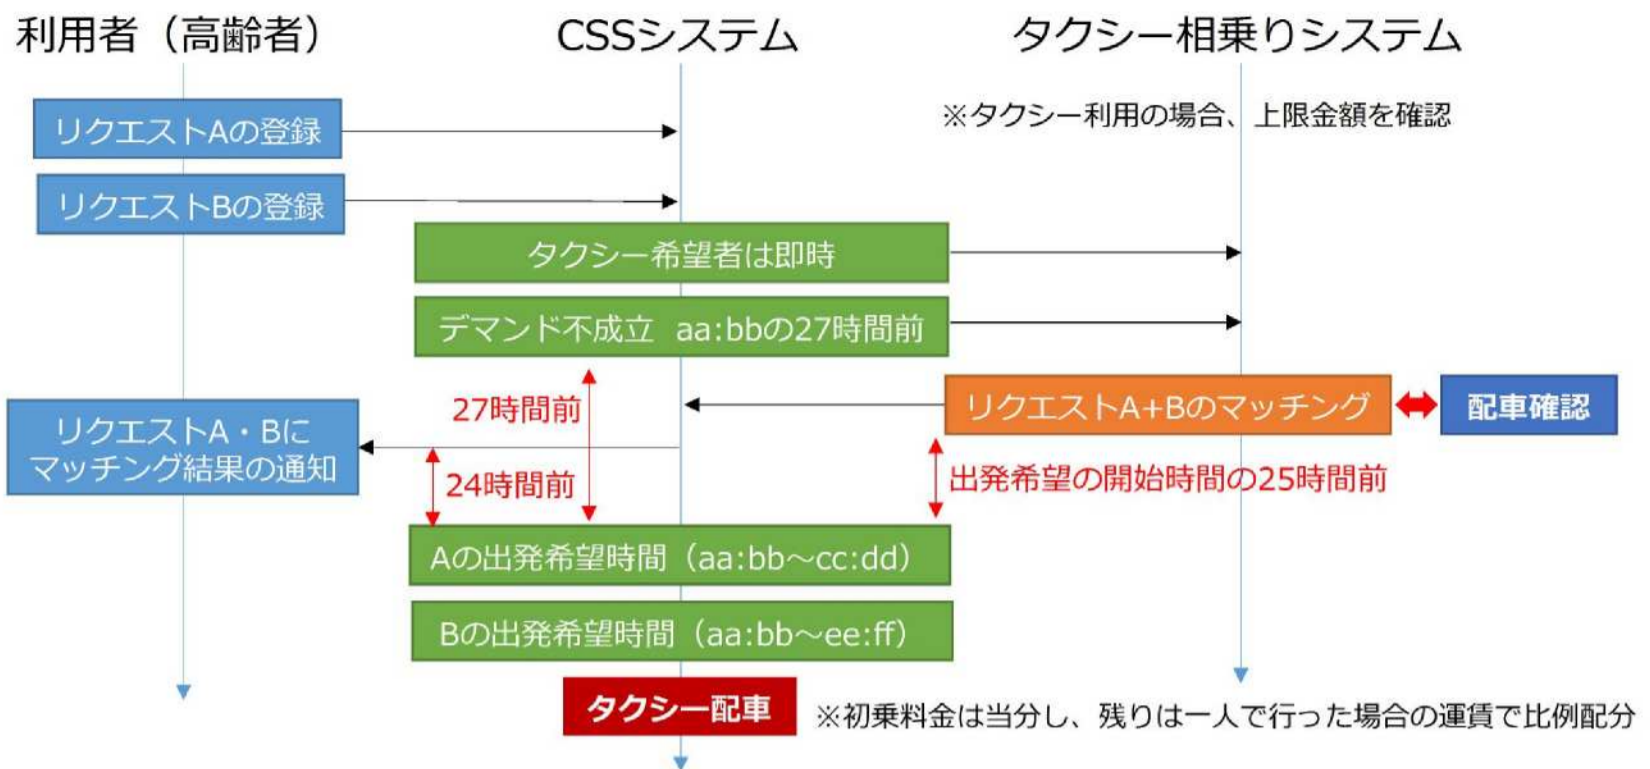 利用者（高齢者）
CSSシステム
タクシー相乗りシステム
※タクシー利用の場合、上限金額を確認
リクエストAの登録
リクエストBの登録
タクシー希望者は即時
デマンド不成立 aa:bbの27時間前
リクエストA+Bのマッチング
配車確認
27時間前
リクエストA・Bに
マッチング結果の通知
24時間前
出発希望の開始時間の25時間前
Aの出発希望時間（aa:bb～cc:dd）
Bの出発希望時間（aa:bb～ee:ff）
タクシー配車
※初乗料金は当分し、残りは一人で行った場合の運賃で比例配分